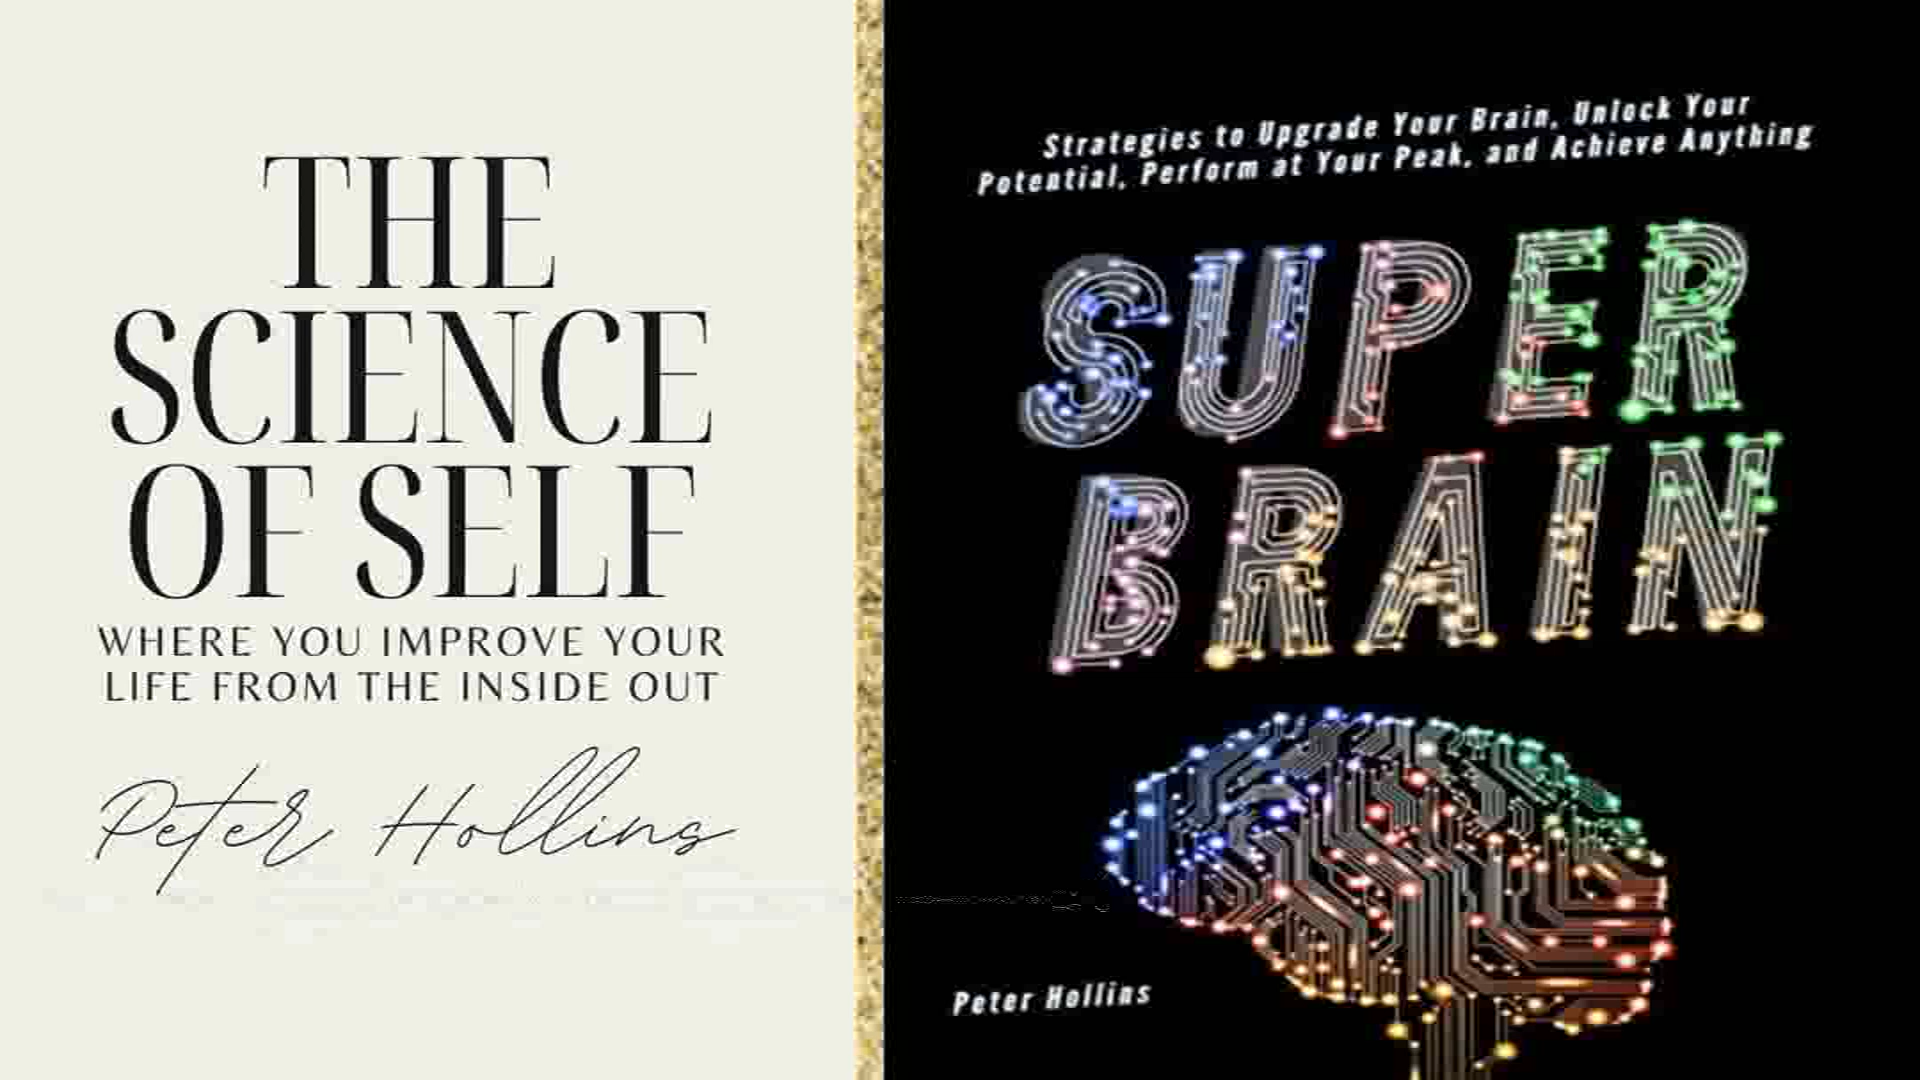 THE
SCIENCE
OF SELF
WHERE YOU IMPROVE YOUR
LIFE FROM THE INSIDE OUT
Peter Hollins
Strategies to Upgrade Your Brain, Unlock Your
Potential, Perform at Your Peak, and Achieve Anything
SUPER
BRAIN
Peter Hollins